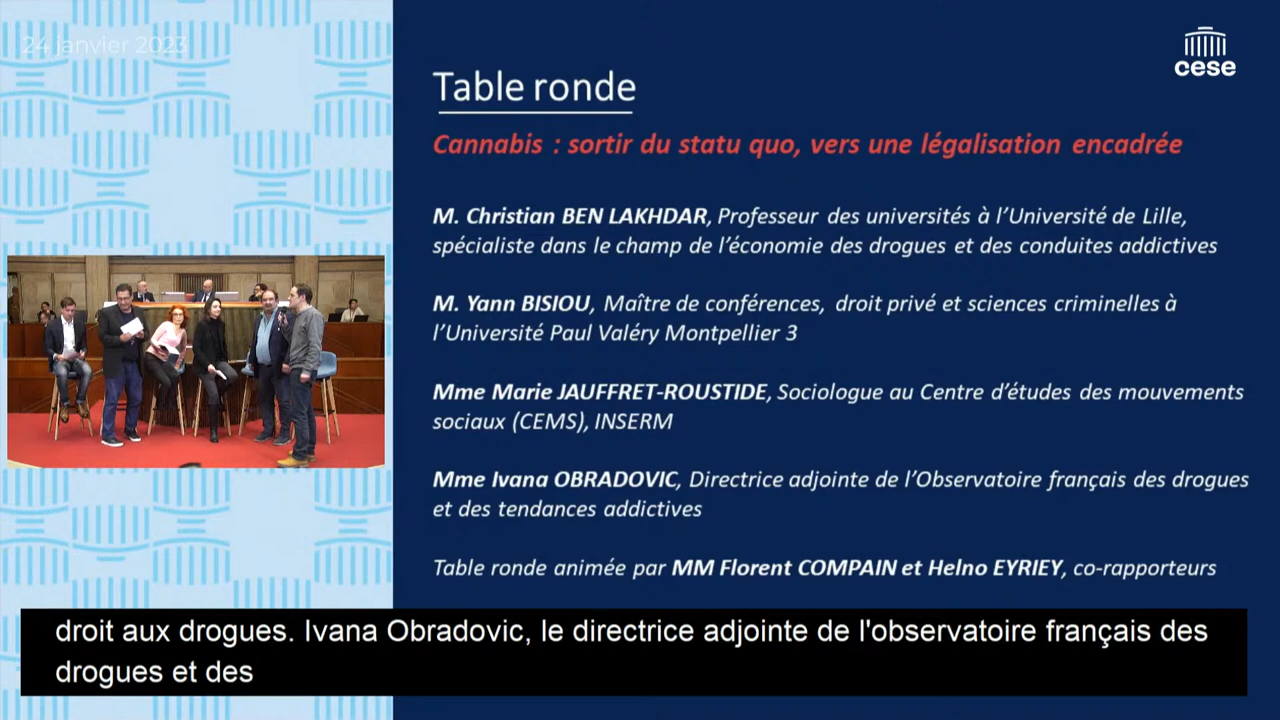 24 janvier 2023
cese
Table ronde
Cannabis : sortir du statu quo, vers une légalisation encadrée
M. Christian BEN LAKHDAR, Professeur des universités à l'Université de Lille,
spécialiste dans le champ de l'économie des drogues et des conduites addictives
M. Yann BISIOU, Maître de conférences, droit privé et sciences criminelles à
l'Université Paul Valéry Montpellier 3
Mme Marie JAUFFRET-ROUSTIDE, Sociologue au Centre d'études des mouvements
sociaux (CEMS), INSERM
Mme Ivana OBRADOVIC, Directrice adjointe de l'Observatoire français des drogues
et des tendances addictives
Table ronde animée par MM Florent COMPAIN et Helno EYRIEY, co-rapporteurs
droit aux drogues. Ivana Obradovic, le directrice adjointe de l'observatoire français des
drogues et des